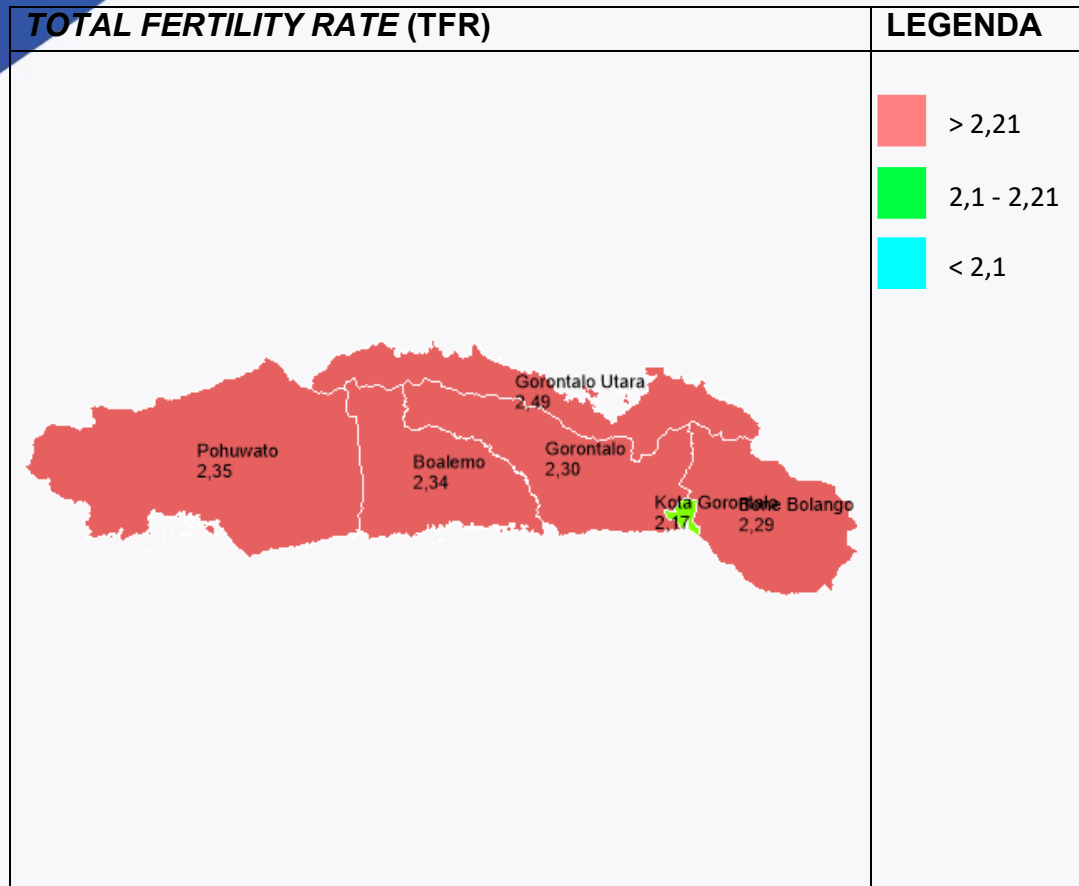 TOTAL FERTILITY RATE (TFR)
LEGENDA
> 2,21
2,1 - 2,21
< 2,1
Gorontalo Utara
2,49
Pohuwato
2,35
Boalemo
2,34
Gorontalo
2,30
Kota Gorontalo
2,17
Bone Bolango
2,29